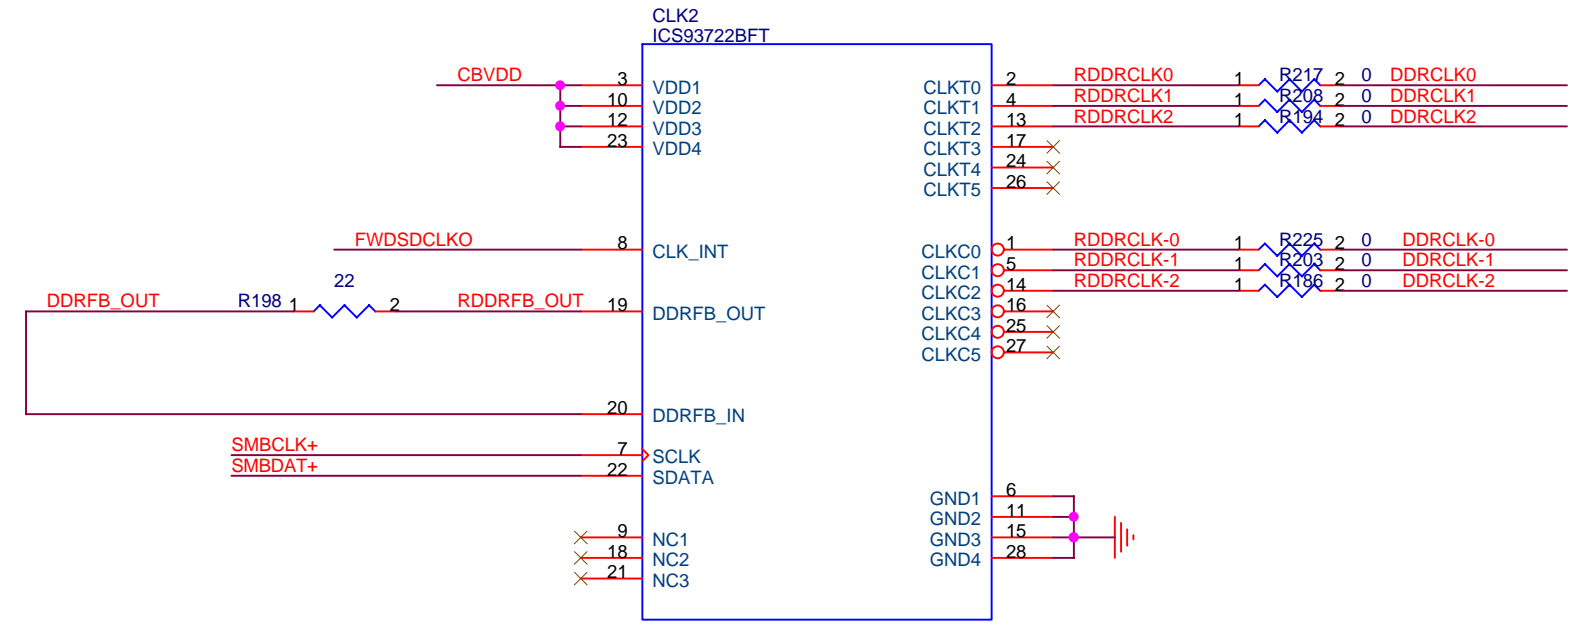 CLK2
ICS93722BFT
CBVDD 3 VDD1 CLKT0 2 RDDRCLK0 1 R217 2 0 DDRCLK0
10 VDD2 CLKT1 4 RDDRCLK1 1 R208 2 0 DDRCLK1
12 VDD3 CLKT2 13 RDDRCLK2 1 R194 2 0 DDRCLK2
23 VDD4 CLKT3 17
CLKT4 24
CLKT5 26
FWDSDCLKO 8 CLK_INT CLKC0 1 RDDRCLK-0 1 R225 2 0 DDRCLK-0
CLKC1 5 RDDRCLK-1 1 R203 2 0 DDRCLK-1
22 CLKC2 14 RDDRCLK-2 1 R186 2 0 DDRCLK-2
DDRFB_OUT R198 1 2 RDDRFB_OUT 19 DDRFB_OUT CLKC3 16
CLKC4 25
CLKC5 27
20 DDRFB_IN
SMBCLK+ 7 SCLK
SMBDAT+ 22 SDATA
GND1 6
GND2 11
9 NC1 GND3 15
18 NC2 GND4 28
21 NC3